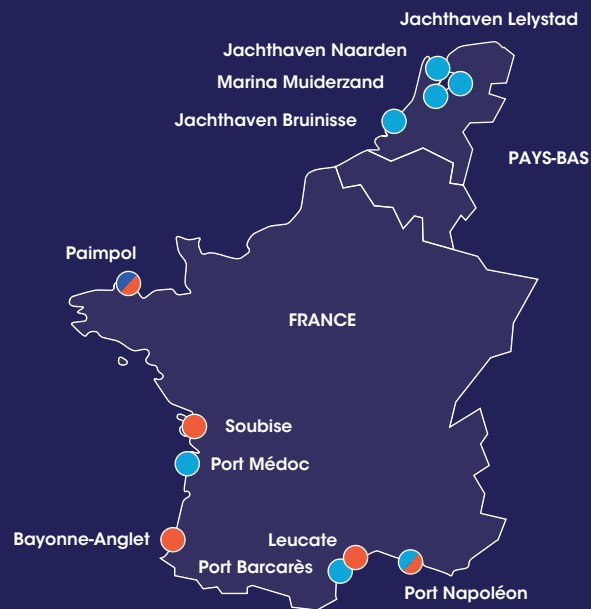 Jachthaven Lelystad
Jachthaven Naarden
Marina Muiderzand
Jachthaven Bruinisse
PAYS-BAS
Paimpol
FRANCE
Soubise
Port Médoc
Bayonne-Anglet
Leucate
Port Barcarès
Port Napoléon